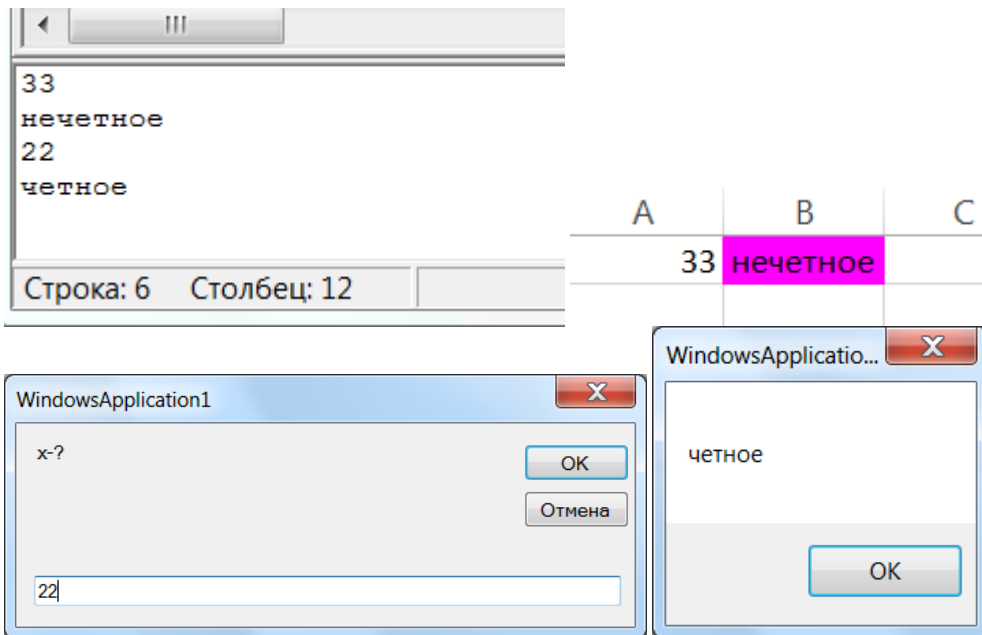 33
нечетное
22
четное
Строка: 6 Столбец: 12
A B C
33 нечетное
WindowsApplication1
x-?
OK
Отмена
22
WindowsApplicatio...
четное
OK